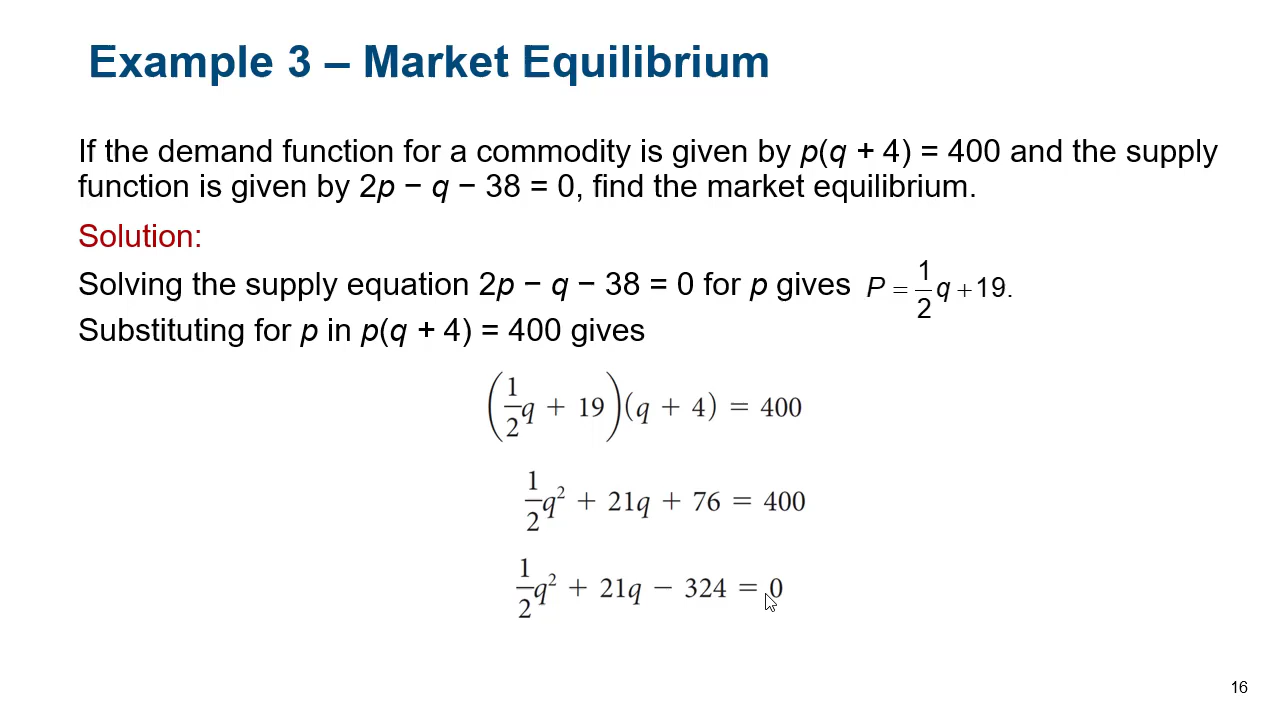 Example 3 – Market Equilibrium
If the demand function for a commodity is given by p(q + 4) = 400 and the supply
function is given by 2p − q − 38 = 0, find the market equilibrium.
Solution:
Solving the supply equation 2p − q − 38 = 0 for p gives P = 1/2 q + 19.
Substituting for p in p(q + 4) = 400 gives
(1/2 q + 19)(q + 4) = 400
1/2 q² + 21q + 76 = 400
1/2 q² + 21q − 324 = 0
16